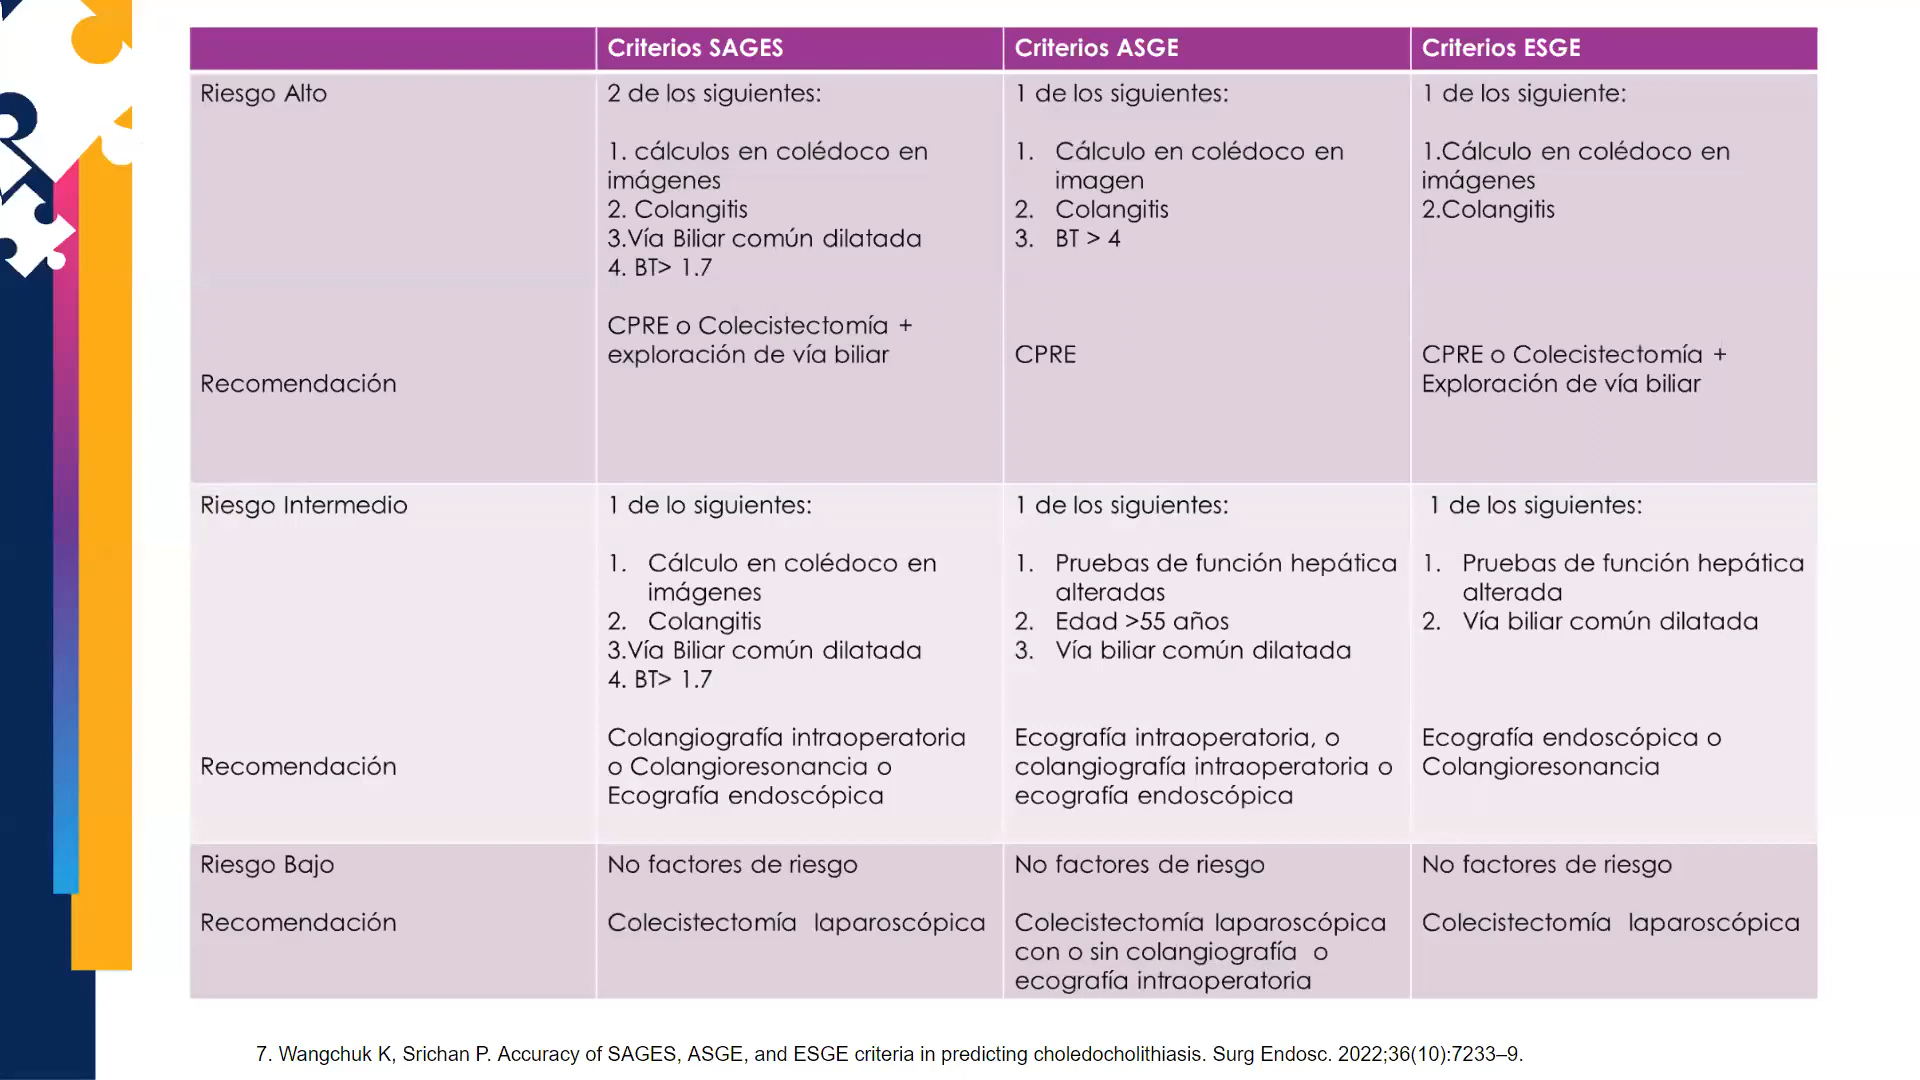 Criterios SAGES
Criterios ASGE
Criterios ESGE
Riesgo Alto
Recomendación
2 de los siguientes:
1. cálculos en colédoco en
imágenes
2. Colangitis
3.Vía Biliar común dilatada
4. BT> 1.7
CPRE o Colecistectomía +
exploración de vía biliar
1 de los siguientes:
1. Cálculo en colédoco en
imagen
2. Colangitis
3. BT > 4
CPRE
1 de los siguiente:
1.Cálculo en colédoco en
imágenes
2.Colangitis
CPRE o Colecistectomía +
Exploración de vía biliar
Riesgo Intermedio
Recomendación
1 de lo siguientes:
1. Cálculo en colédoco en
imágenes
2. Colangitis
3.Vía Biliar común dilatada
4. BT> 1.7
Colangiografía intraoperatoria
o Colangioresonancia o
Ecografía endoscópica
1 de los siguientes:
1. Pruebas de función hepática
alteradas
2. Edad >55 años
3. Vía biliar común dilatada
Ecografía intraoperatoria, o
colangiografía intraoperatoria o
ecografía endoscópica
1 de los siguientes:
1. Pruebas de función hepática
alterada
2. Vía biliar común dilatada
Ecografía endoscópica o
Colangioresonancia
Riesgo Bajo
Recomendación
No factores de riesgo
Colecistectomía laparoscópica
No factores de riesgo
Colecistectomía laparoscópica
con o sin colangiografía o
ecografía intraoperatoria
No factores de riesgo
Colecistectomía laparoscópica
7. Wangchuk K, Srichan P. Accuracy of SAGES, ASGE, and ESGE criteria in predicting choledocholithiasis. Surg Endosc. 2022;36(10):7233–9.